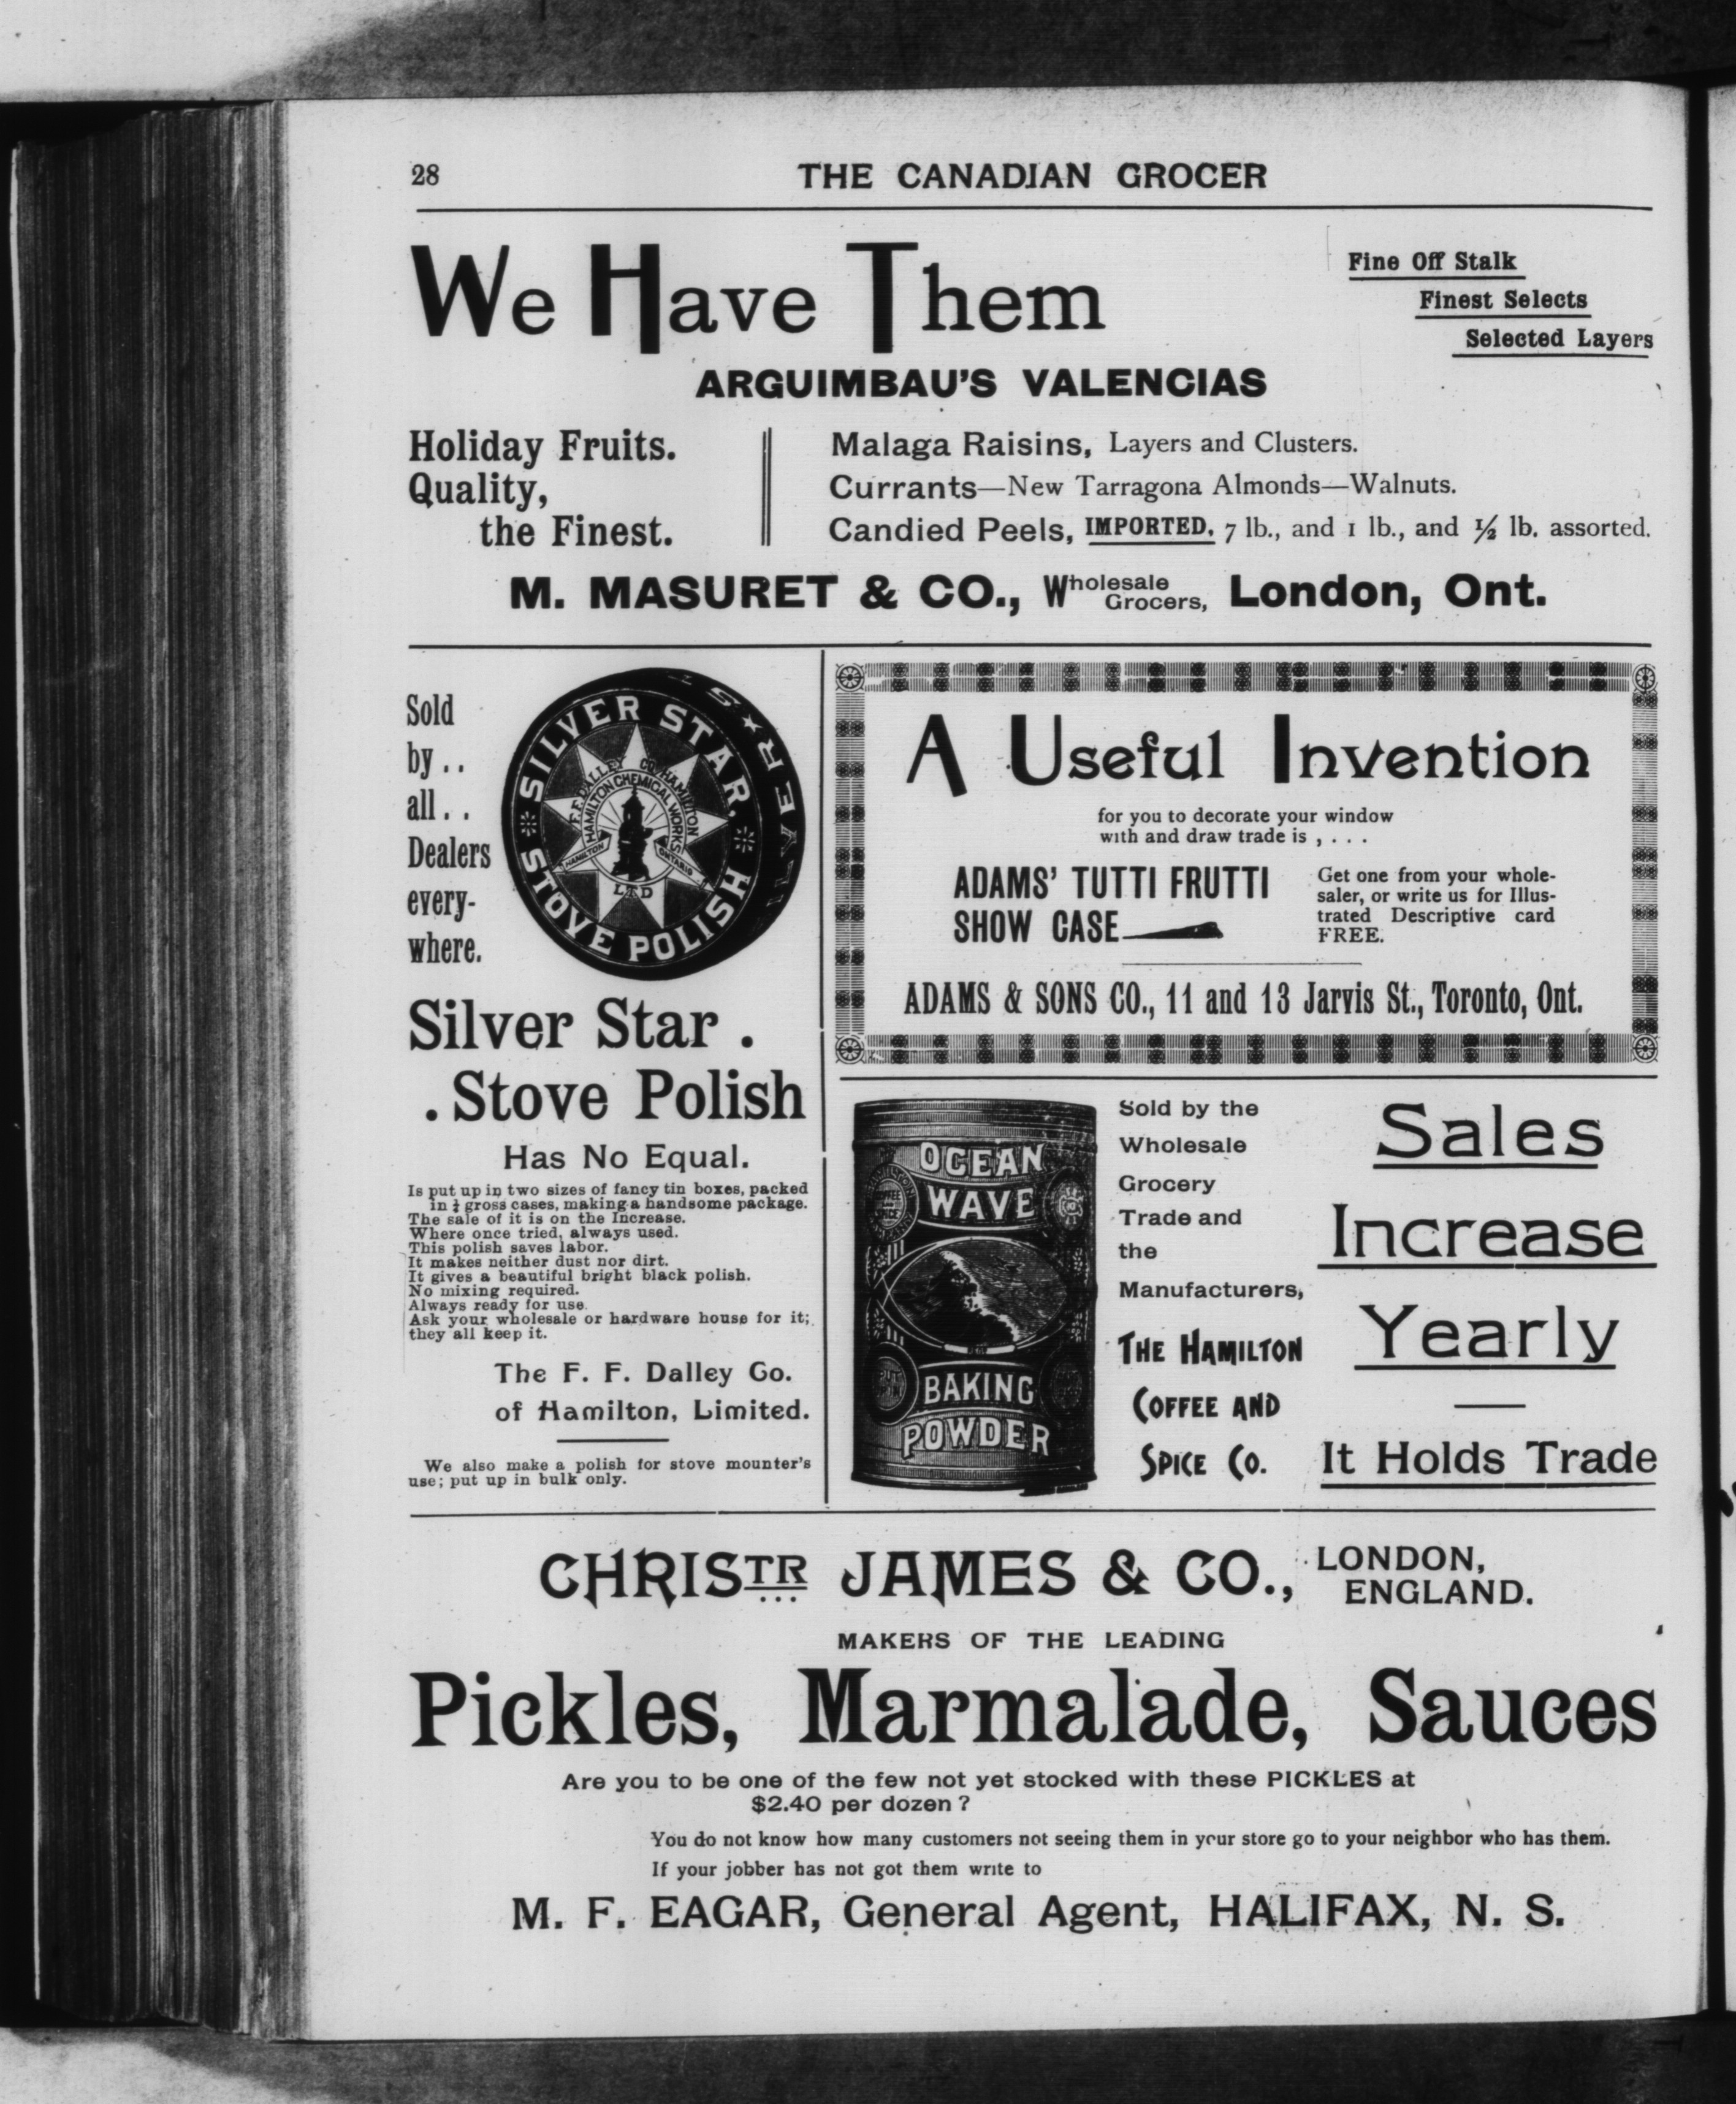 28
THE CANADIAN GROCER
We Have Them
Fine Off Stalk
Finest Selects
Selected Layers
ARGUIMBAU'S VALENCIAS
Holiday Fruits.
Quality,
the Finest.
Malaga Raisins, Layers and Clusters.
Currants—New Tarragona Almonds—Walnuts.
Candied Peels, IMPORTED, 7 lb., and 1 lb., and ½ lb. assorted.
M. MASURET & CO., Wholesale Grocers, London, Ont.
Sold
by . .
all . .
Dealers
every-
where.
SILVER STAR.
STOVE POLISH
F. F. DALLEY CO. HAMILTON
HAMILTON CHEMICAL WORKS
HAMILTON
ONTARIO
LTD
Silver Star .
. Stove Polish
Has No Equal.
Is put up in two sizes of fancy tin boxes, packed
in ¼ gross cases, making a handsome package.
The sale of it is on the Increase.
Where once tried, always used.
This polish saves labor.
It makes neither dust nor dirt.
It gives a beautiful bright black polish.
No mixing required.
Always ready for use.
Ask your wholesale or hardware house for it;
they all keep it.
The F. F. Dalley Co.
of Hamilton, Limited.
We also make a polish for stove mounter's
use; put up in bulk only.
A Useful Invention
for you to decorate your window
with and draw trade is , . . .
ADAMS' TUTTI FRUTTI
SHOW CASE
Get one from your whole-
saler, or write us for Illus-
trated Descriptive card
FREE.
ADAMS & SONS CO., 11 and 13 Jarvis St., Toronto, Ont.
OCEAN
WAVE
BAKING
POWDER
Sold by the
Wholesale
Grocery
Trade and
the
Manufacturers,
THE HAMILTON
COFFEE AND
SPICE CO.
Sales
Increase
Yearly
It Holds Trade
CHRISTR JAMES & CO., LONDON,
ENGLAND.
MAKERS OF THE LEADING
Pickles, Marmalade, Sauces
Are you to be one of the few not yet stocked with these PICKLES at
$2.40 per dozen ?
You do not know how many customers not seeing them in your store go to your neighbor who has them.
If your jobber has not got them write to
M. F. EAGAR, General Agent, HALIFAX, N. S.